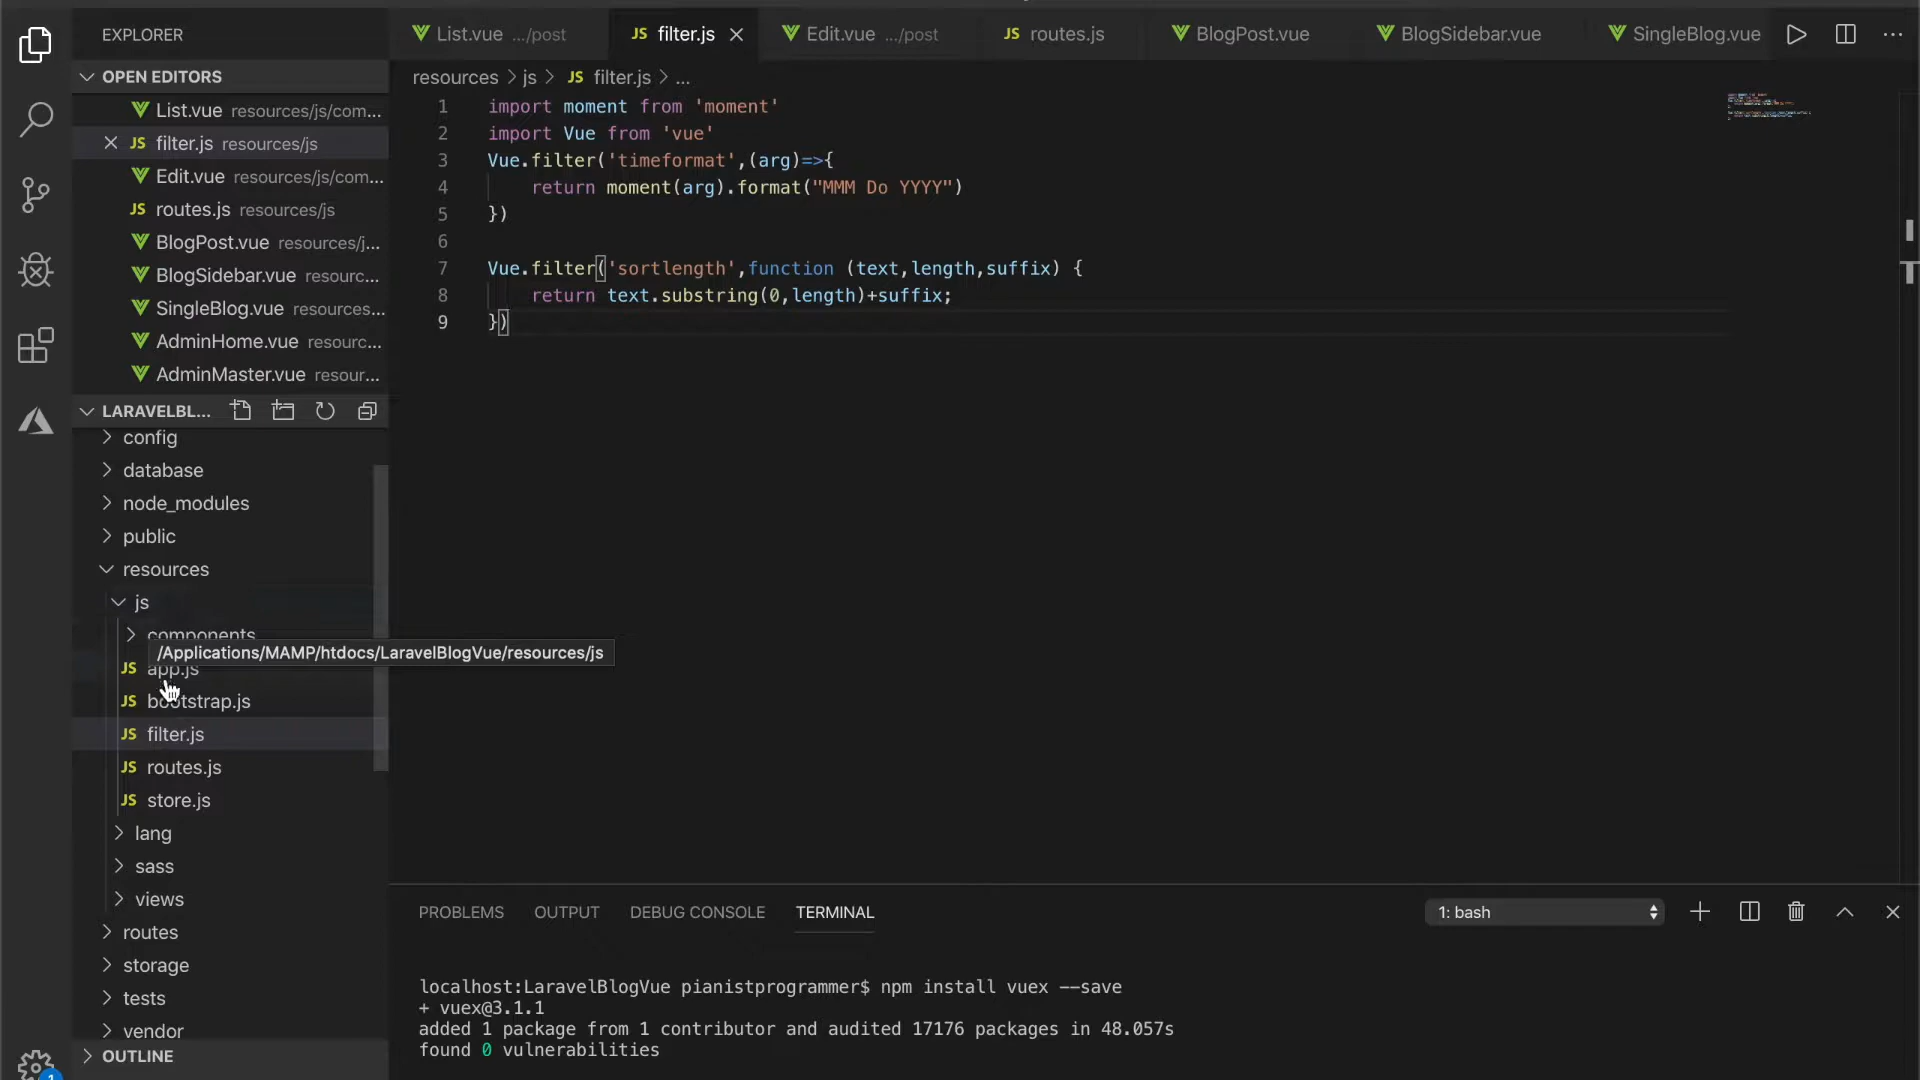 EXPLORER
OPEN EDITORS
List.vue resources/js/com...
JS filter.js resources/js
Edit.vue resources/js/com...
JS routes.js resources/js
BlogPost.vue resources/j...
BlogSidebar.vue resourc...
SingleBlog.vue resources...
AdminHome.vue resourc...
AdminMaster.vue resour...
LARAVELBL...
config
database
node_modules
public
resources
js
components
/Applications/MAMP/htdocs/LaravelBlogVue/resources/js
JS app.js
JS bootstrap.js
JS filter.js
JS routes.js
JS store.js
lang
sass
views
routes
storage
tests
vendor
OUTLINE
1
List.vue .../post
JS filter.js
Edit.vue .../post
JS routes.js
BlogPost.vue
BlogSidebar.vue
SingleBlog.vue
resources > js > JS filter.js > ...
1 import moment from 'moment'
2 import Vue from 'vue'
3 Vue.filter('timeformat',(arg)=>{
4 return moment(arg).format("MMM Do YYYY")
5 })
6
7 Vue.filter('sortlength',function (text,length,suffix) {
8 return text.substring(0,length)+suffix;
9 })
PROBLEMS OUTPUT DEBUG CONSOLE TERMINAL
1: bash
localhost:LaravelBlogVue pianistprogrammer$ npm install vuex --save
+ vuex@3.1.1
added 1 package from 1 contributor and audited 17176 packages in 48.057s
found 0 vulnerabilities